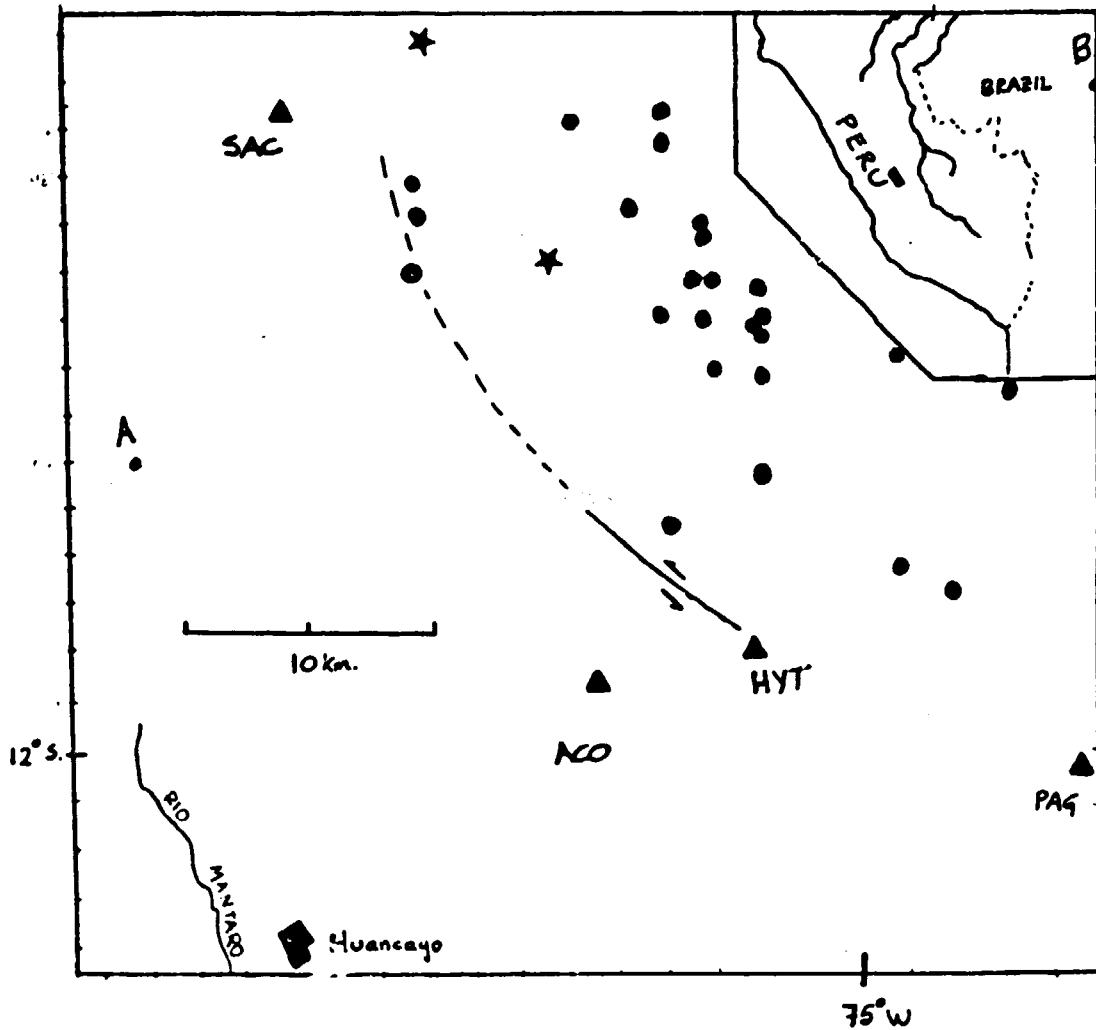 B
BRAZIL
PERU
SAC
A
10 km.
HYT
ACO
12° S.
PAG
RIO
MANTARO
Huancayo
75° W